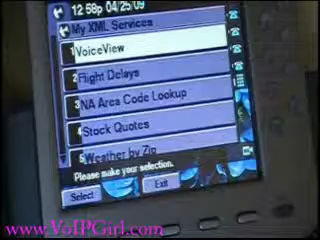 12:58p 04/25/09
My XML Services
1 VoiceView
2 Flight Delays
3 NA Area Code Lookup
4 Stock Quotes
5 Weather by Zip
Please make your selection.
Select Exit
www.VoIPGirl.com